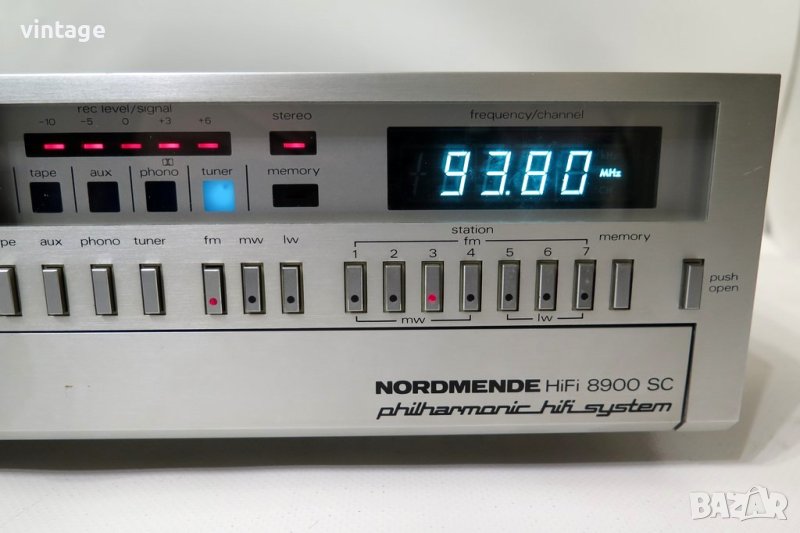 vintage
rec level/signal
-10 -5 0 +3 +6
stereo
frequency/channel
93.80 MHz
tape aux phono tuner
memory
pe aux phono tuner fm mw lw
station
fm
memory
1 2 3 4 5 6 7
push
open
mw lw
NORDMENDE HiFi 8900 SC
philharmonic hifi system
BAZAR